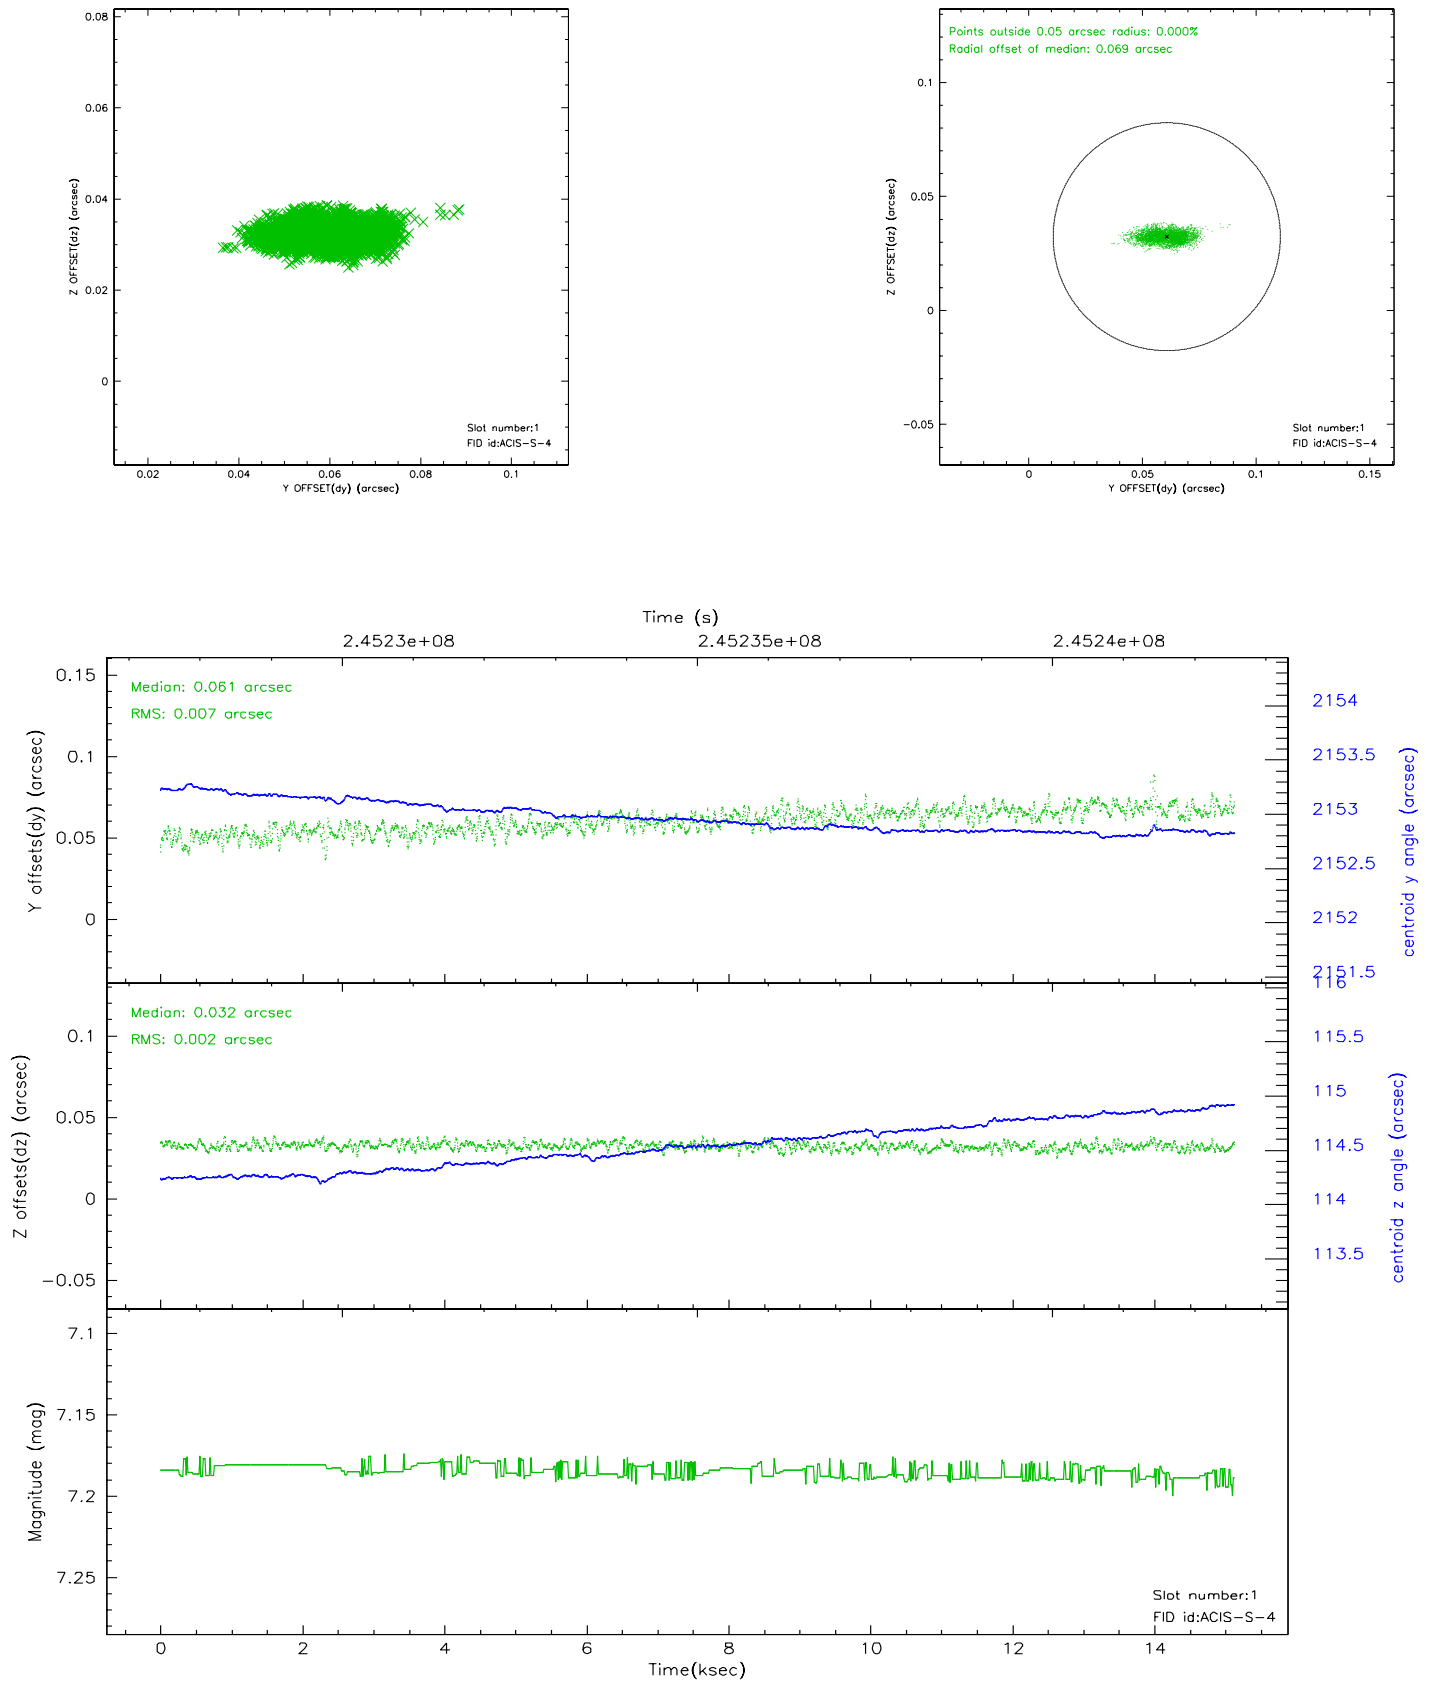 0.08
0.06
0.04
0.02
0
Z OFFSET(dz) (arcsec)
Slot number:1
FID id:ACIS-S-4
0.02 0.04 0.06 0.08 0.1
Y OFFSET(dy) (arcsec)
Points outside 0.05 arcsec radius: 0.000%
Radial offset of median: 0.069 arcsec
0.1
0.05
0
-0.05
Z OFFSET(dz) (arcsec)
Slot number:1
FID id:ACIS-S-4
0 0.05 0.1 0.15
Y OFFSET(dy) (arcsec)
Time (s)
2.4523e+08 2.45235e+08 2.4524e+08
Median: 0.061 arcsec
RMS: 0.007 arcsec
0.15
0.1
0.05
0
Y offsets(dy) (arcsec)
2154
2153.5
2153
2152.5
2152
2151.5
centroid y angle (arcsec)
Median: 0.032 arcsec
RMS: 0.002 arcsec
0.1
0.05
0
-0.05
Z offsets(dz) (arcsec)
116
115.5
115
114.5
114
113.5
centroid z angle (arcsec)
7.1
7.15
7.2
7.25
Magnitude (mag)
Slot number:1
FID id:ACIS-S-4
0 2 4 6 8 10 12 14
Time(ksec)